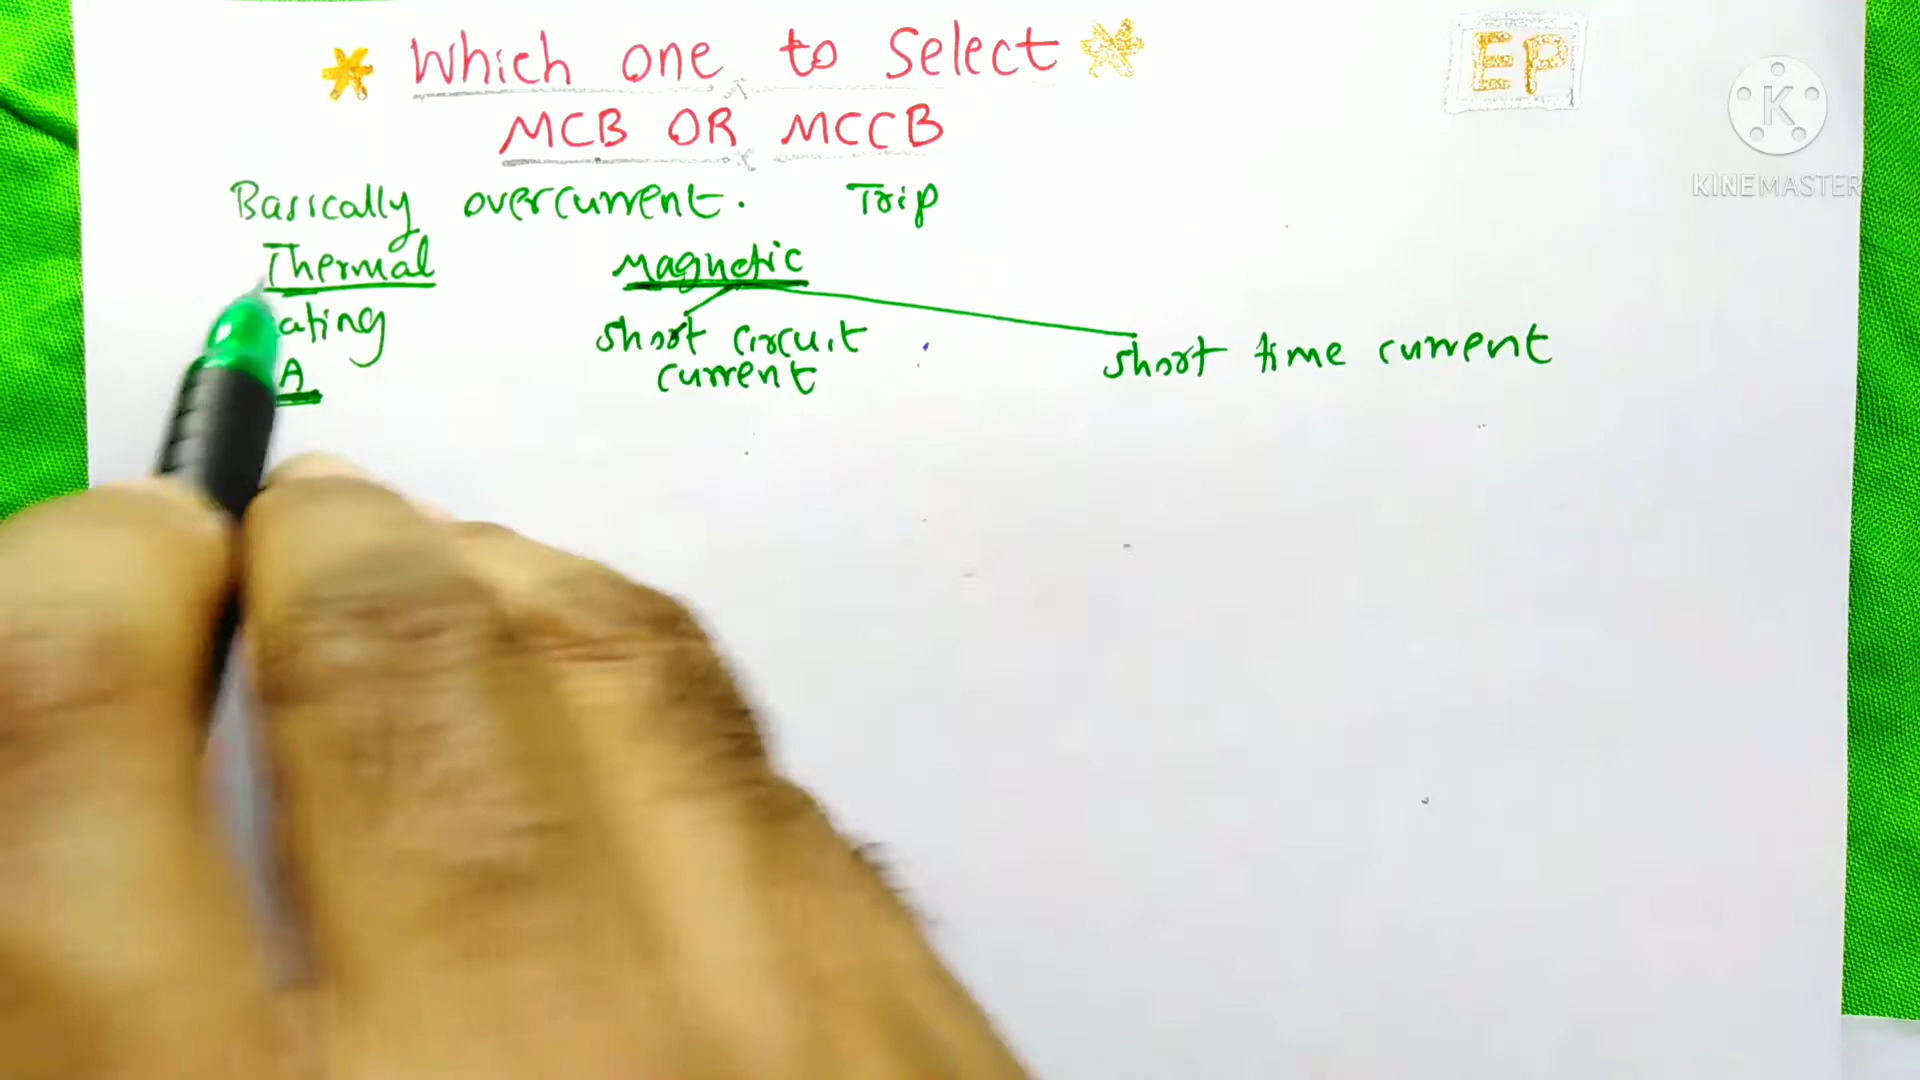 Which one to Select
MCB OR MCCB
EP
K
KINEMASTER
Basically overcurrent. Trip
Thermal Magnetic
short circuit current
short time current
A